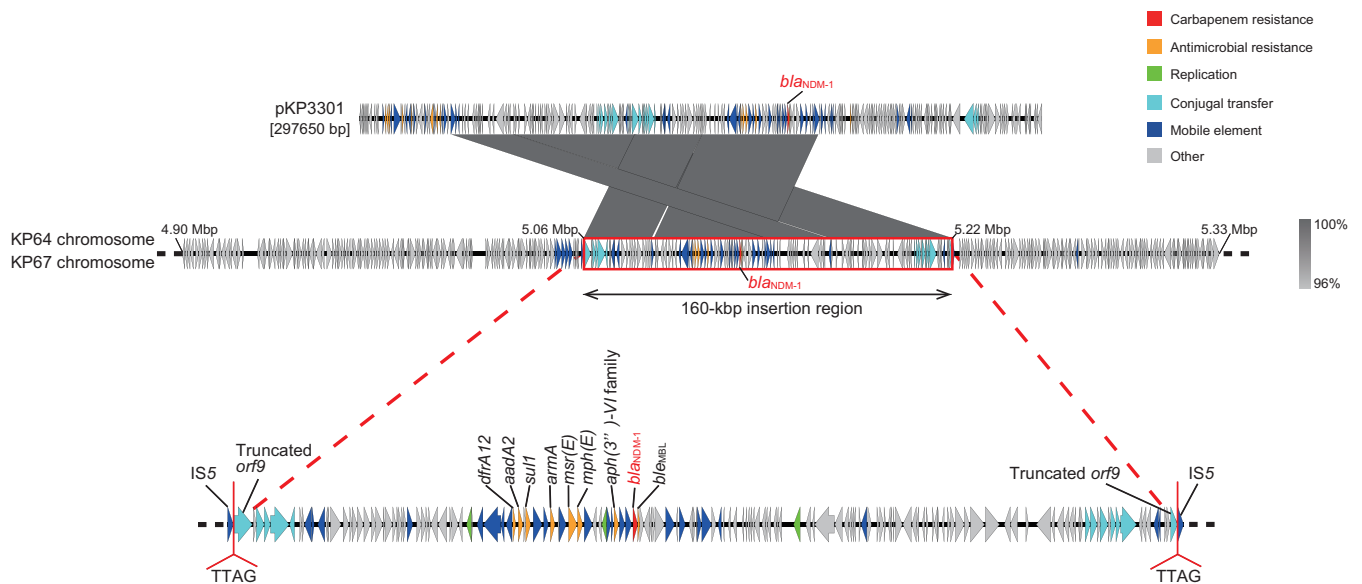 Carbapenem resistance
Antimicrobial resistance
Replication
Conjugal transfer
Mobile element
Other
blaNDM-1
pKP3301
[297650 bp]
4.90 Mbp
5.06 Mbp
5.22 Mbp
5.33 Mbp
KP64 chromosome
KP67 chromosome
100%
96%
blaNDM-1
160-kbp insertion region
IS5
Truncated
orf9
dfrA12
aadA2
sul1
armA
msr(E)
mph(E)
aph(3'' )-VI family
blaNDM-1
bleMBL
Truncated orf9
IS5
TTAG
TTAG